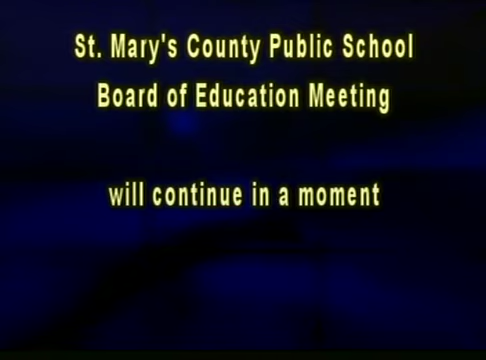 St. Mary's County Public School
Board of Education Meeting
will continue in a moment